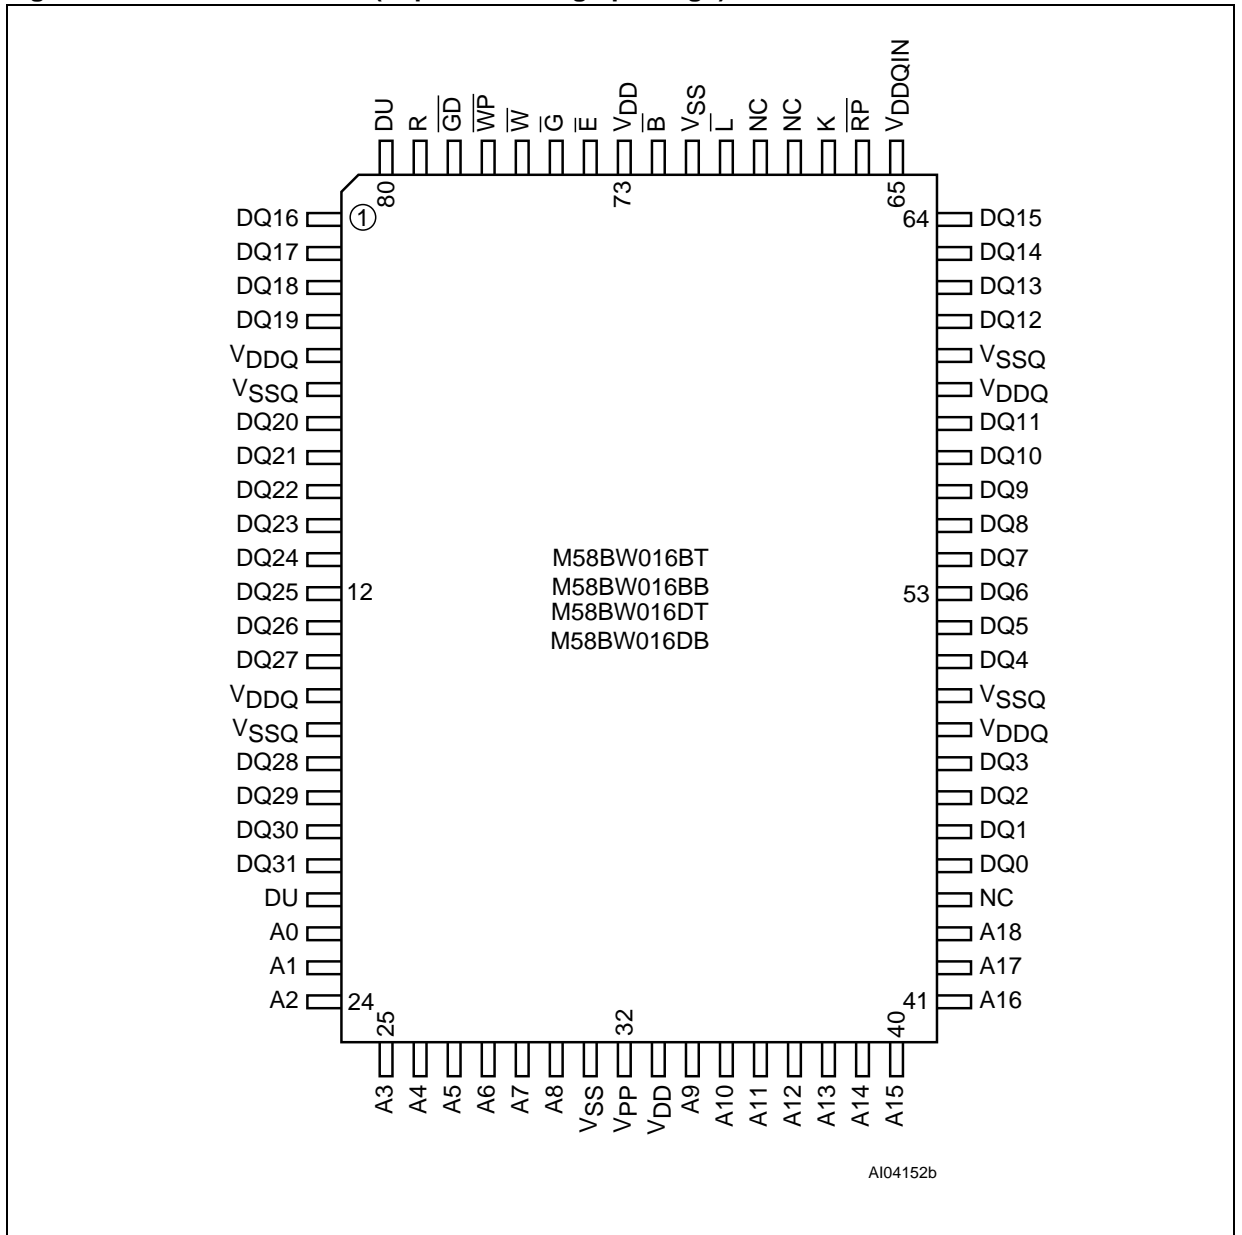 DU R G̅D̅ W̅P̅ W̅ G̅ E̅ VDD B̅ VSS L̅ NC NC K R̅P̅ VDDQIN
80 73 65
DQ16 1 64 DQ15
DQ17 DQ14
DQ18 DQ13
DQ19 DQ12
VDDQ VSSQ
VSSQ VDDQ
DQ20 DQ11
DQ21 DQ10
DQ22 DQ9
DQ23 DQ8
DQ24 M58BW016BT DQ7
DQ25 12 M58BW016BB 53 DQ6
M58BW016DT
DQ26 DQ5
M58BW016DB
DQ27 DQ4
VDDQ VSSQ
VSSQ VDDQ
DQ28 DQ3
DQ29 DQ2
DQ30 DQ1
DQ31 DQ0
DU NC
A0 A18
A1 A17
A2 24 41 A16
25 32 40
A3 A4 A5 A6 A7 A8 VSS VPP VDD A9 A10 A11 A12 A13 A14 A15
AI04152b